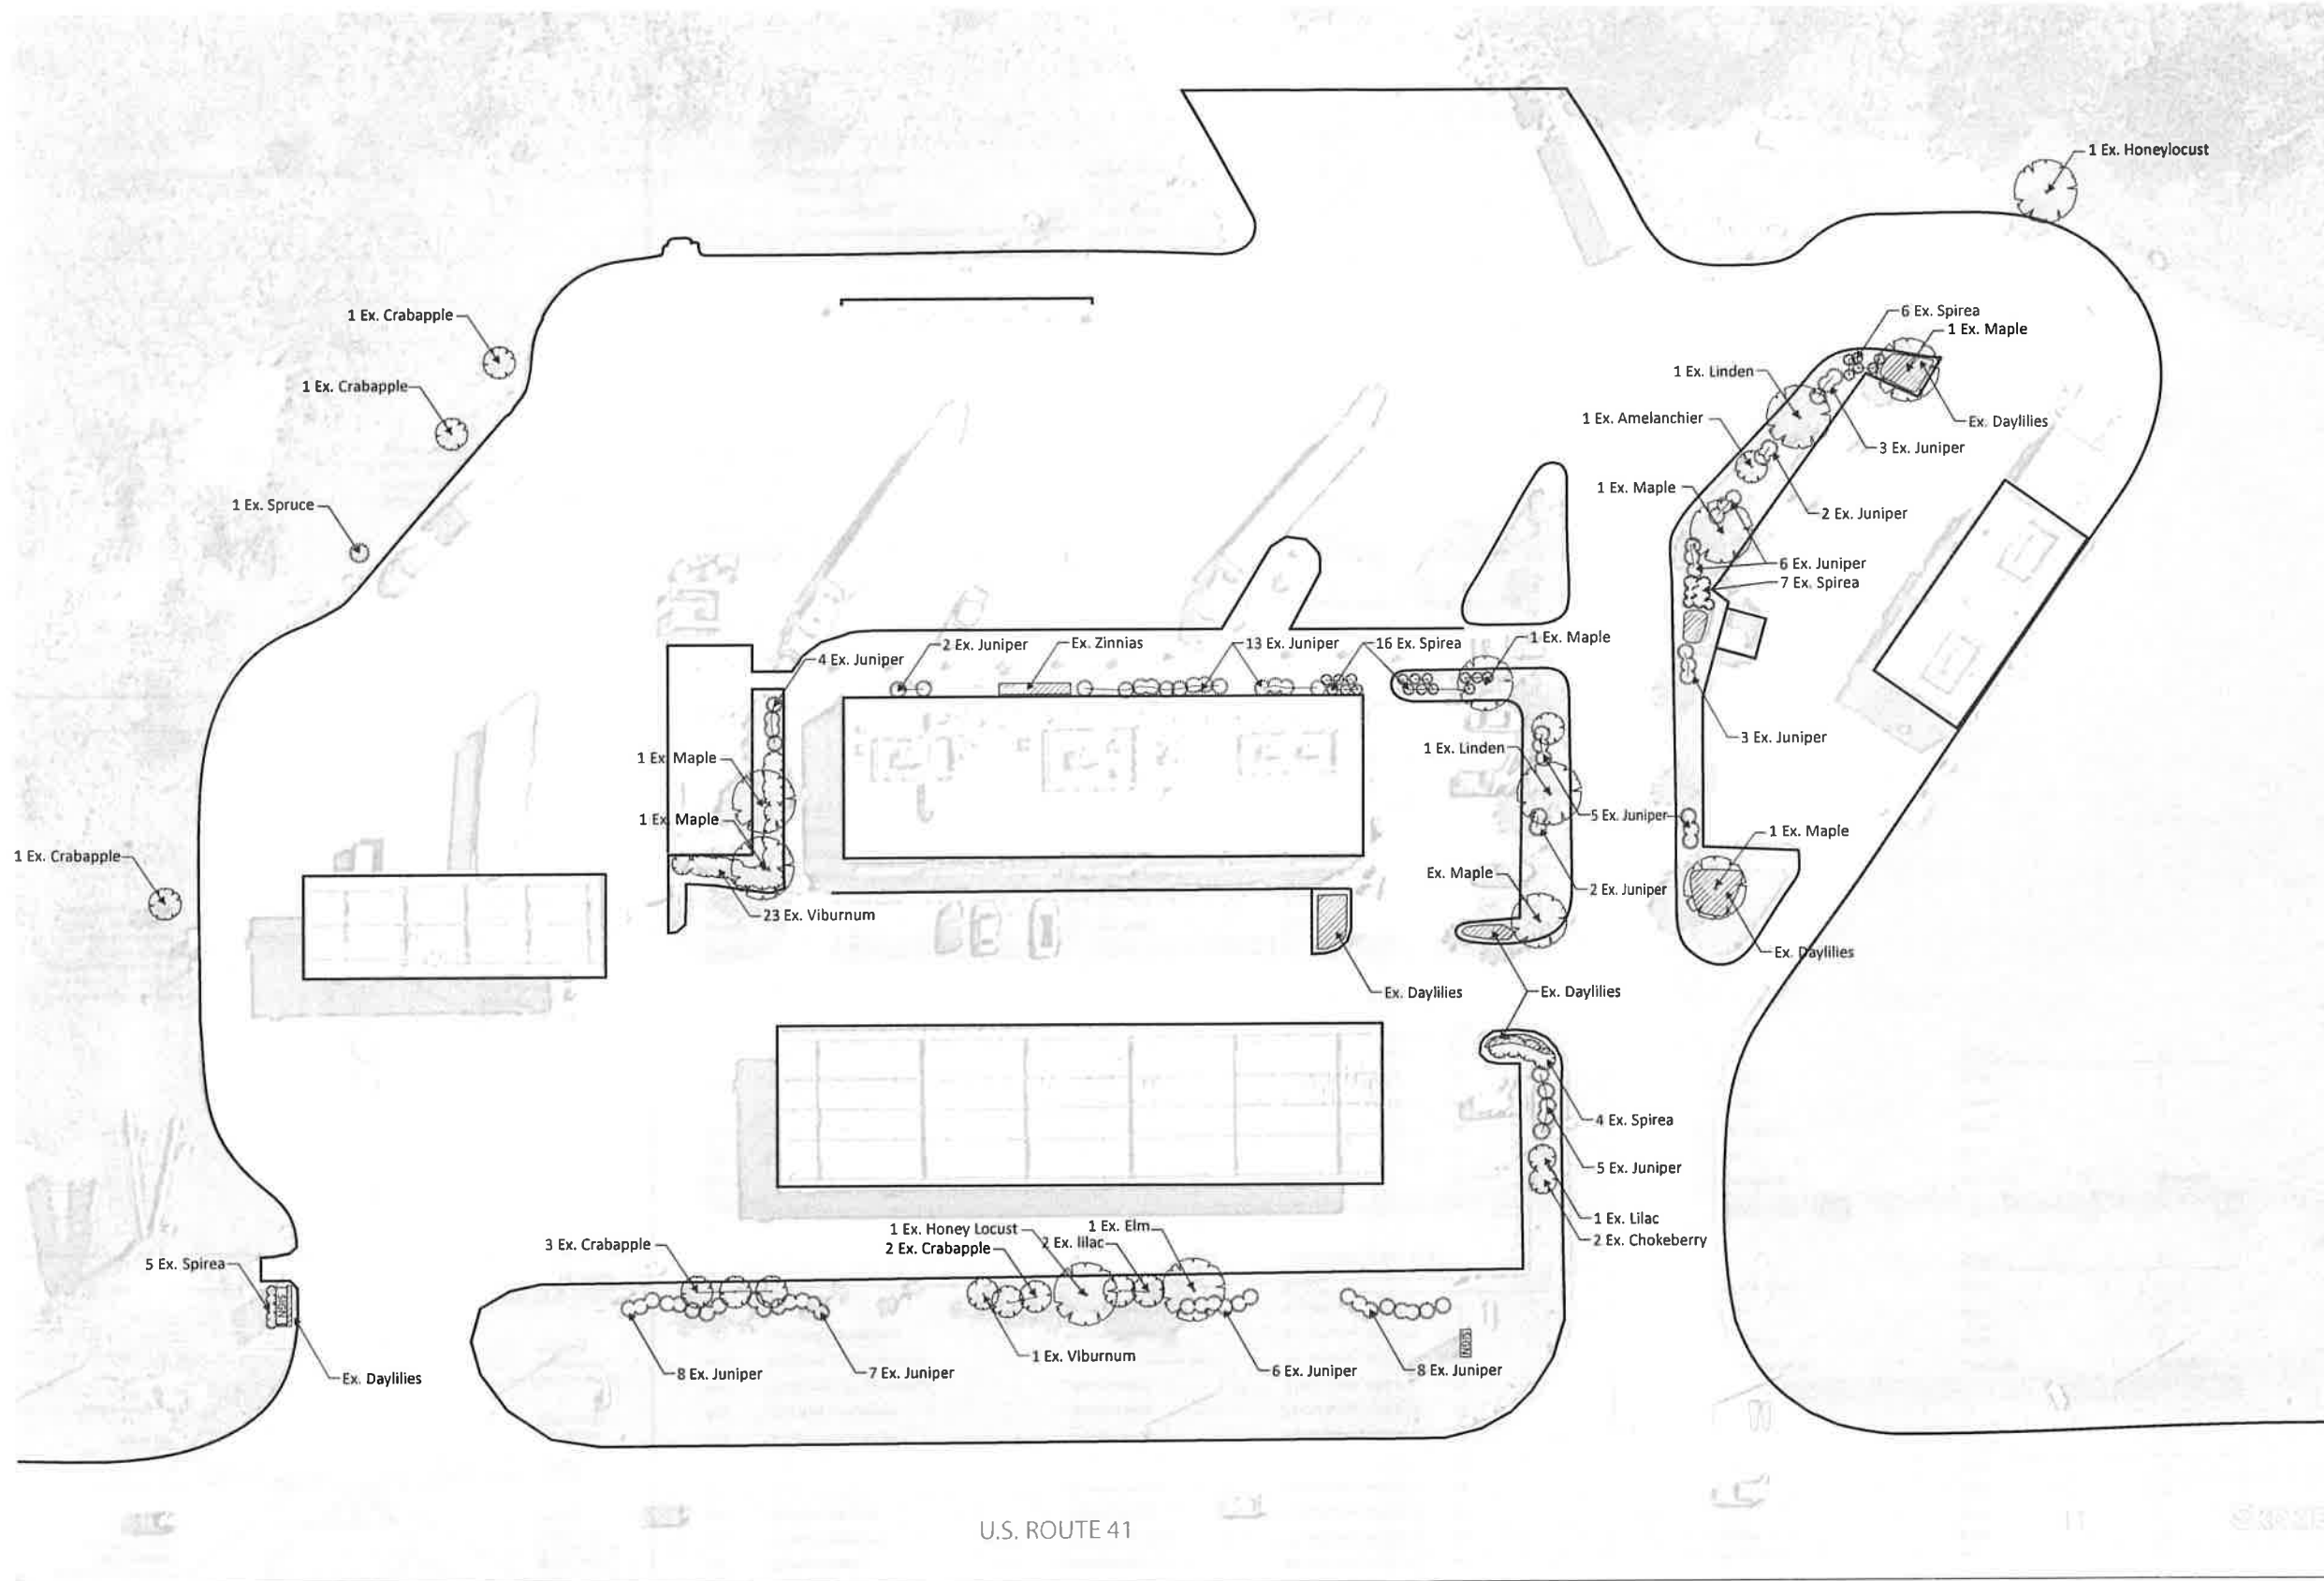 1 Ex. Honeylocust
6 Ex. Spirea
1 Ex. Maple
1 Ex. Crabapple
1 Ex. Linden
1 Ex. Crabapple
1 Ex. Amelanchier
Ex. Daylilies
3 Ex. Juniper
1 Ex. Maple
1 Ex. Spruce
2 Ex. Juniper
6 Ex. Juniper
7 Ex. Spirea
4 Ex. Juniper
2 Ex. Juniper
Ex. Zinnias
13 Ex. Juniper
16 Ex. Spirea
1 Ex. Maple
3 Ex. Juniper
1 Ex. Maple
1 Ex. Linden
1 Ex. Maple
5 Ex. Juniper
1 Ex. Maple
1 Ex. Crabapple
Ex. Maple
2 Ex. Juniper
23 Ex. Viburnum
Ex. Daylilies
Ex. Daylilies
Ex. Daylilies
4 Ex. Spirea
5 Ex. Juniper
1 Ex. Lilac
2 Ex. Chokeberry
1 Ex. Honey Locust
1 Ex. Elm
3 Ex. Crabapple
2 Ex. Crabapple
2 Ex. lilac
5 Ex. Spirea
SIGN
SIGN
1 Ex. Viburnum
8 Ex. Juniper
7 Ex. Juniper
6 Ex. Juniper
8 Ex. Juniper
Ex. Daylilies
U.S. ROUTE 41